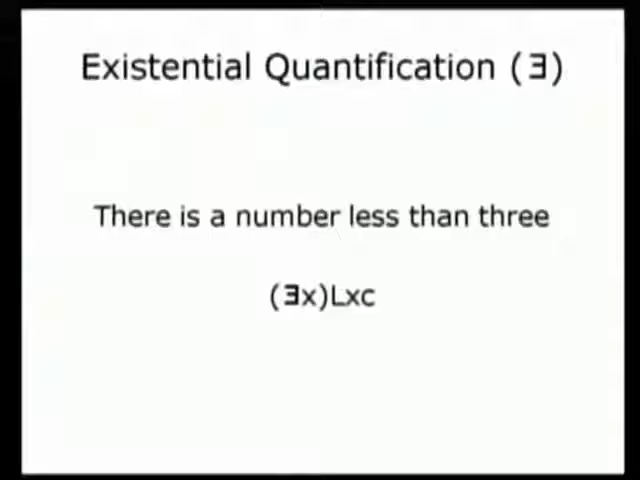 Existential Quantification (∃)
There is a number less than three
(∃x)Lxc